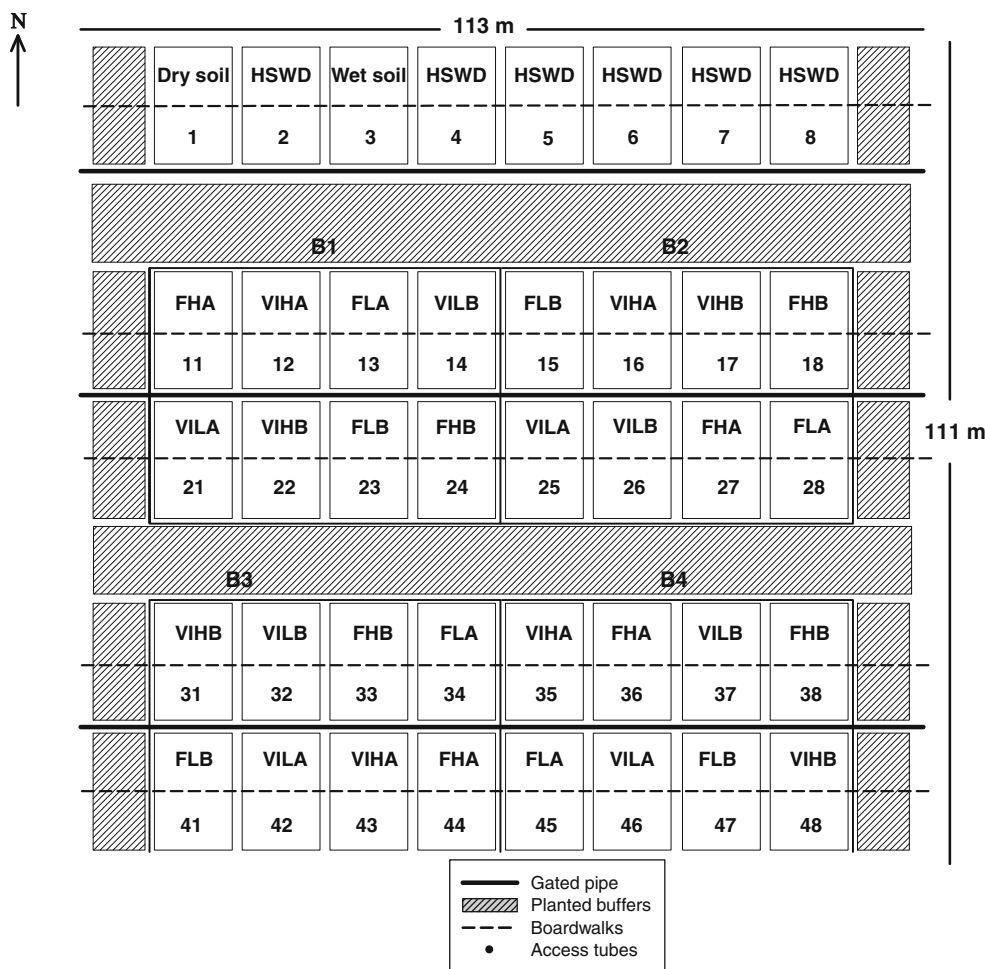 N
113 m
Dry soil HSWD Wet soil HSWD HSWD HSWD HSWD HSWD
1 2 3 4 5 6 7 8
B1 B2
FHA VIHA FLA VILB FLB VIHA VIHB FHB
11 12 13 14 15 16 17 18
VILA VIHB FLB FHB VILA VILB FHA FLA
111 m
21 22 23 24 25 26 27 28
B3 B4
VIHB VILB FHB FLA VIHA FHA VILB FHB
31 32 33 34 35 36 37 38
FLB VILA VIHA FHA FLA VILA FLB VIHB
41 42 43 44 45 46 47 48
Gated pipe
Planted buffers
Boardwalks
Access tubes